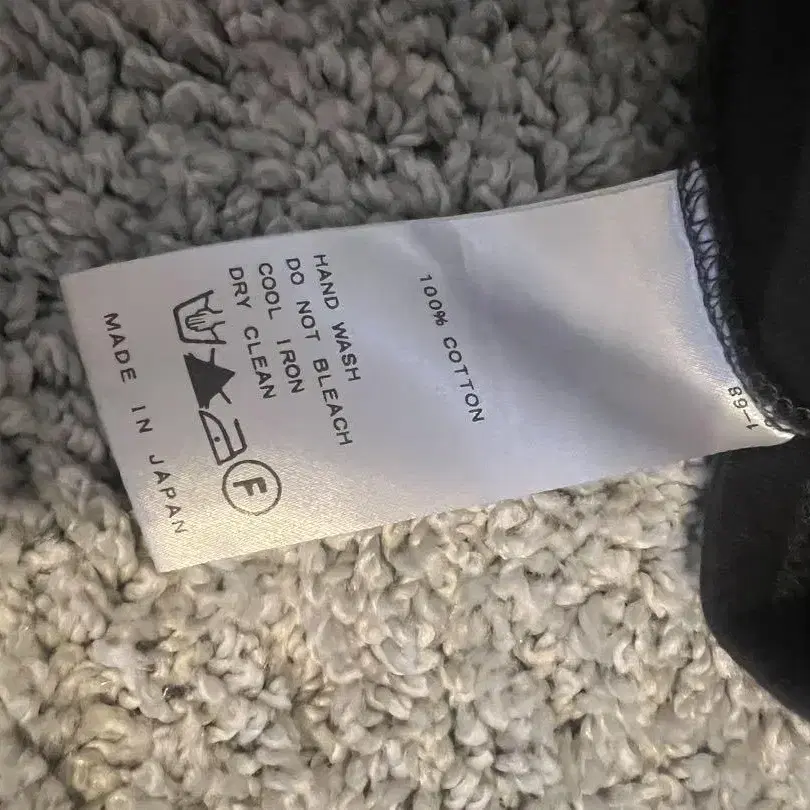 100% COTTON
HAND WASH
DO NOT BLEACH
COOL IRON
DRY CLEAN
F
MADE IN JAPAN